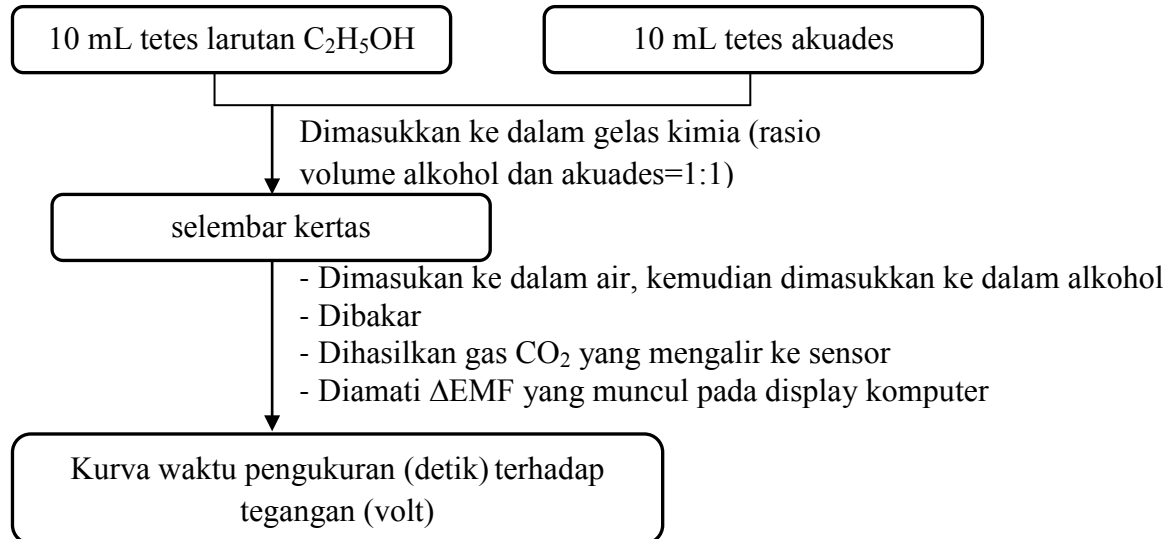 10 mL tetes larutan C₂H₅OH
10 mL tetes akuades
Dimasukkan ke dalam gelas kimia (rasio
volume alkohol dan akuades=1:1)
selembar kertas
- Dimasukan ke dalam air, kemudian dimasukkan ke dalam alkohol
- Dibakar
- Dihasilkan gas CO₂ yang mengalir ke sensor
- Diamati ΔEMF yang muncul pada display komputer
Kurva waktu pengukuran (detik) terhadap
tegangan (volt)